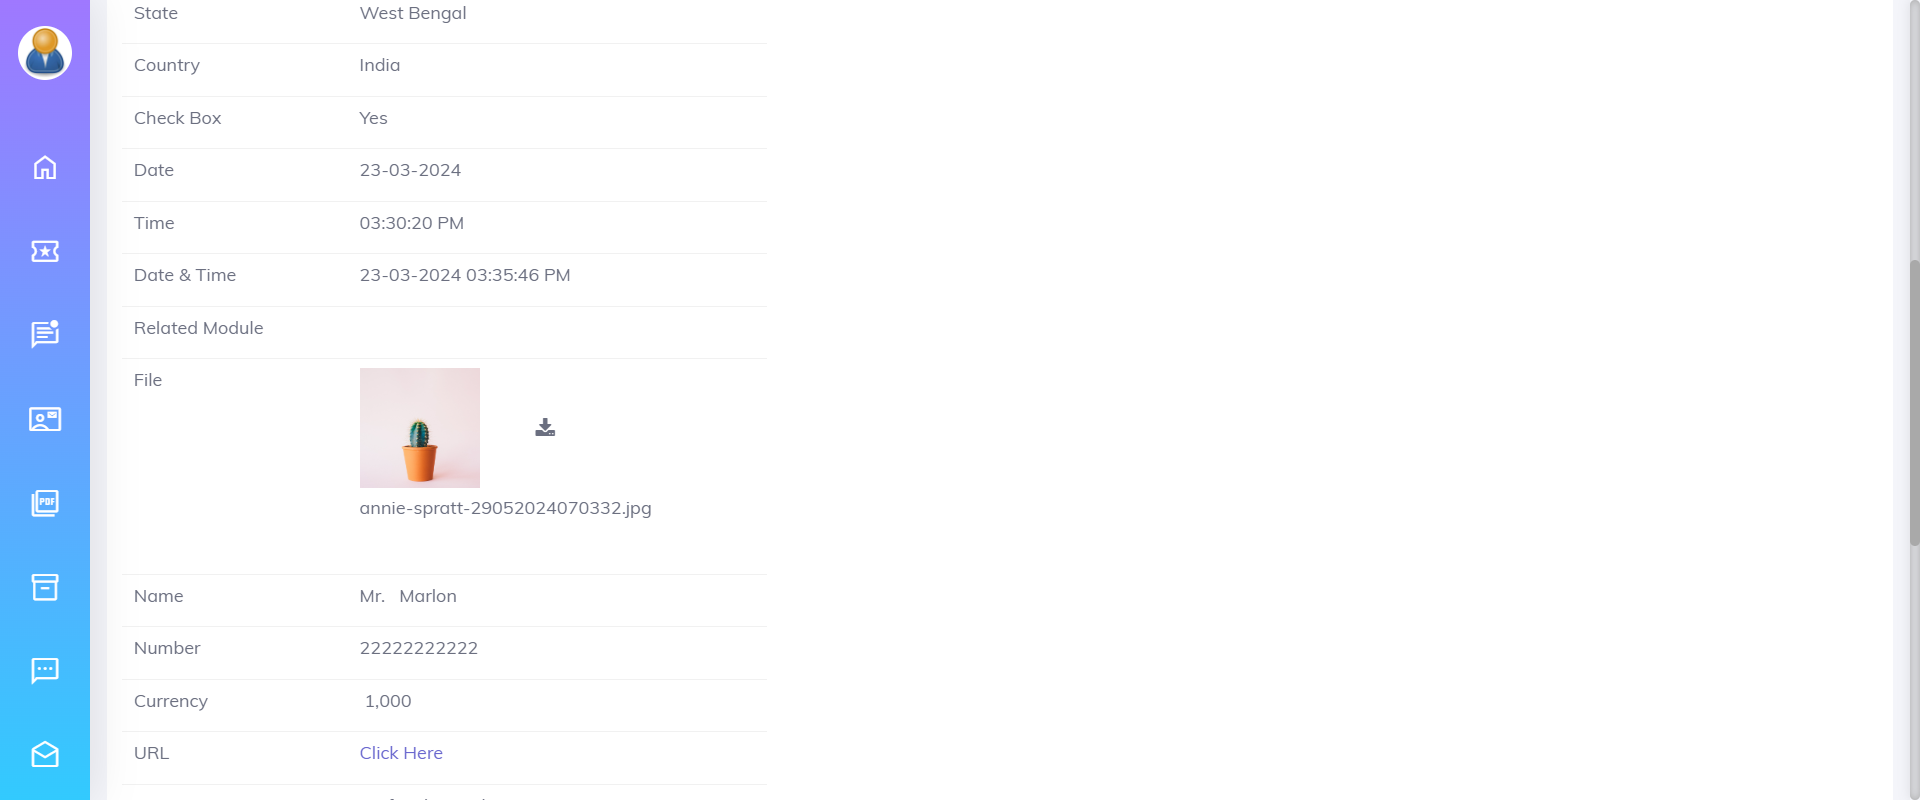 State West Bengal
Country India
Check Box Yes
Date 23-03-2024
Time 03:30:20 PM
Date & Time 23-03-2024 03:35:46 PM
Related Module
File
annie-spratt-29052024070332.jpg
Name Mr. Marlon
Number 22222222222
Currency 1,000
URL Click Here
PDF